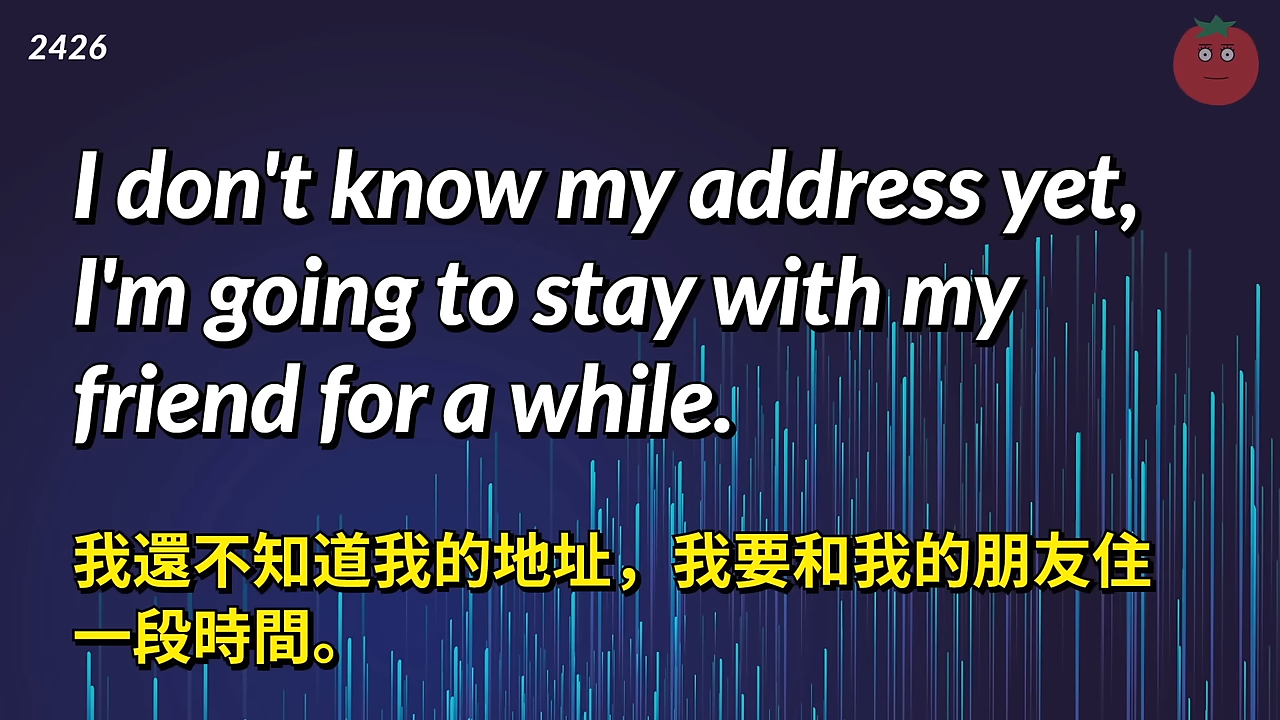 2426
I don't know my address yet,
I'm going to stay with my
friend for a while.
我還不知道我的地址，我要和我的朋友住
一段時間。